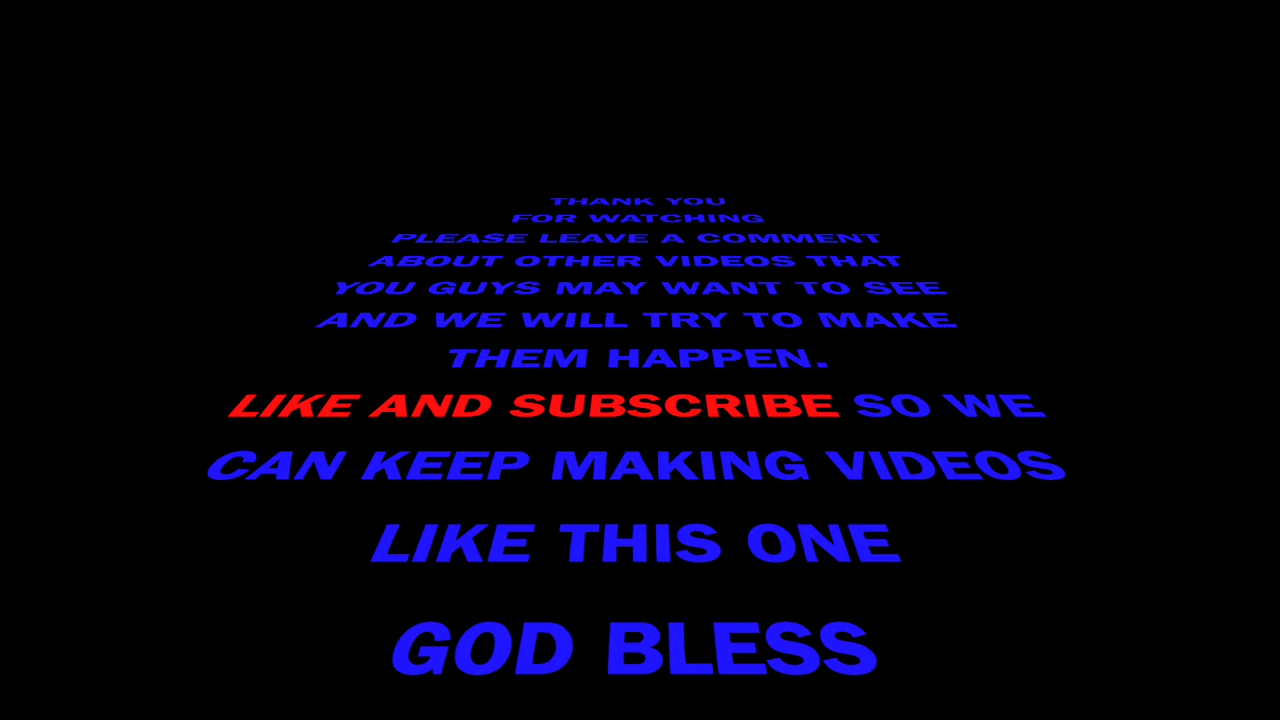 THANK YOU
FOR WATCHING
PLEASE LEAVE A COMMENT
ABOUT OTHER VIDEOS THAT
YOU GUYS MAY WANT TO SEE
AND WE WILL TRY TO MAKE
THEM HAPPEN.
LIKE AND SUBSCRIBE SO WE
CAN KEEP MAKING VIDEOS
LIKE THIS ONE
GOD BLESS